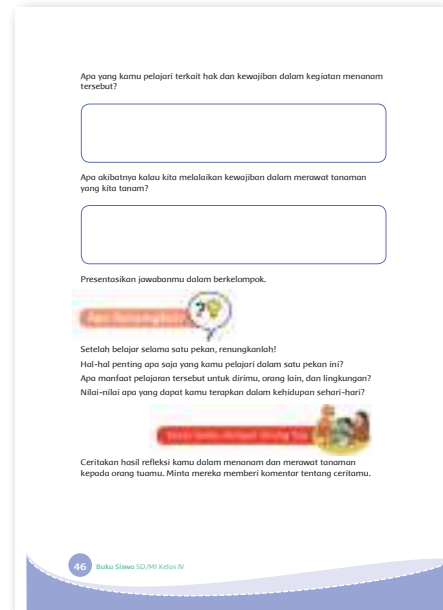 Apa yang kamu pelajari terkait hak dan kewajiban dalam kegiatan menanam
tersebut?
Apa akibatnya kalau kita melalaikan kewajiban dalam merawat tanaman
yang kita tanam?
Presentasikan jawabanmu dalam berkelompok.
Setelah belajar selama satu pekan, renungkanlah!
Hal-hal penting apa saja yang kamu pelajari dalam satu pekan ini?
Apa manfaat pelajaran tersebut untuk dirimu, orang lain, dan lingkungan?
Nilai-nilai apa yang dapat kamu terapkan dalam kehidupan sehari-hari?
Ceritakan hasil refleksi kamu dalam menanam dan merawat tanaman
kepada orang tuamu. Minta mereka memberi komentar tentang ceritamu.
46 Buku Siswa SD/MI Kelas IV